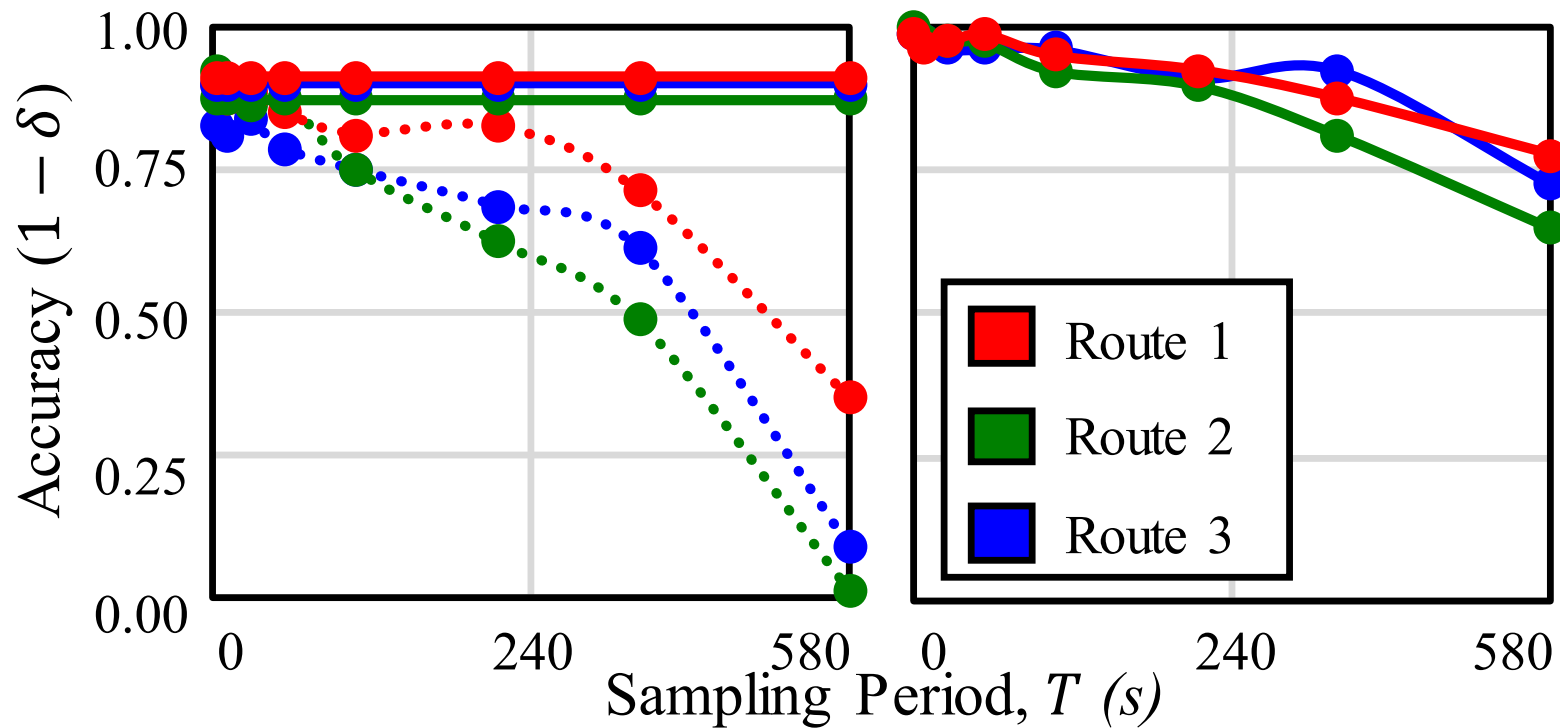 Accuracy (1 − δ)
1.00
0.75
0.50
0.25
0.00
0 240 580
0 240 580
Sampling Period, T (s)
Route 1
Route 2
Route 3